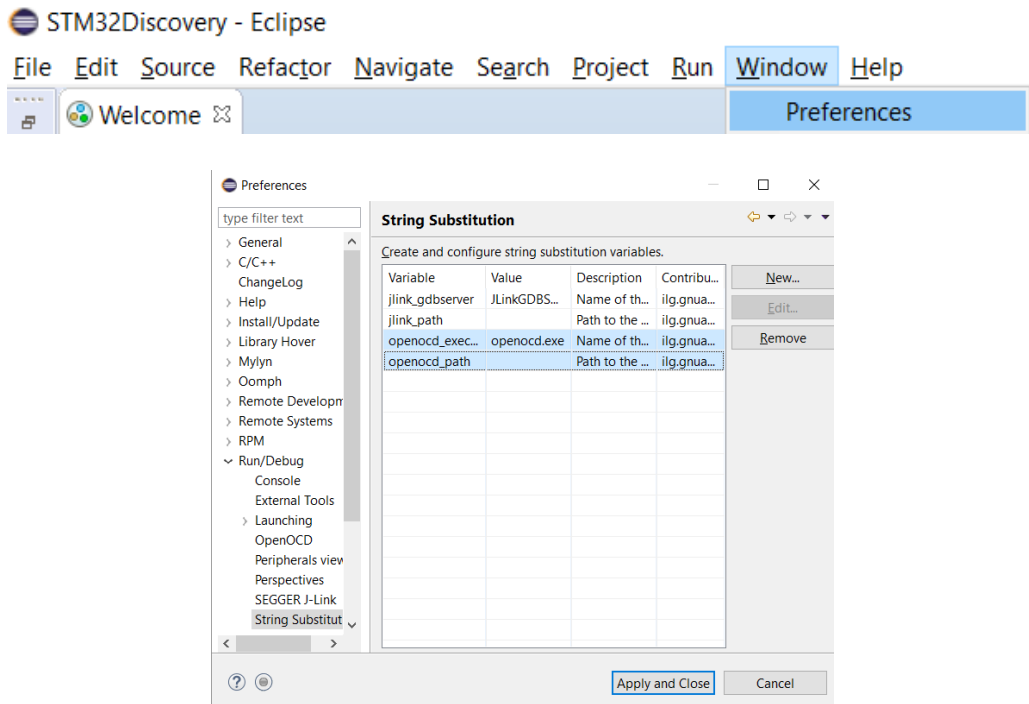 STM32Discovery - Eclipse
File Edit Source Refactor Navigate Search Project Run Window Help
Welcome
Preferences
Preferences
type filter text
General
C/C++
ChangeLog
Help
Install/Update
Library Hover
Mylyn
Oomph
Remote Developm
Remote Systems
RPM
Run/Debug
Console
External Tools
Launching
OpenOCD
Peripherals view
Perspectives
SEGGER J-Link
String Substitut
String Substitution
Create and configure string substitution variables.
Variable Value Description Contribu...
jlink_gdbserver JLinkGDBS... Name of th... ilg.gnua...
jlink_path Path to the ... ilg.gnua...
openocd_exec... openocd.exe Name of th... ilg.gnua...
openocd_path Path to the ... ilg.gnua...
New...
Edit...
Remove
Apply and Close
Cancel